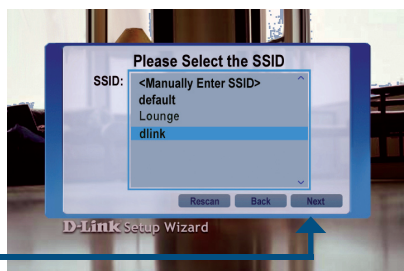 Please Select the SSID
SSID:
<Manually Enter SSID>
default
Lounge
dlink
Rescan Back Next
D-Link Setup Wizard